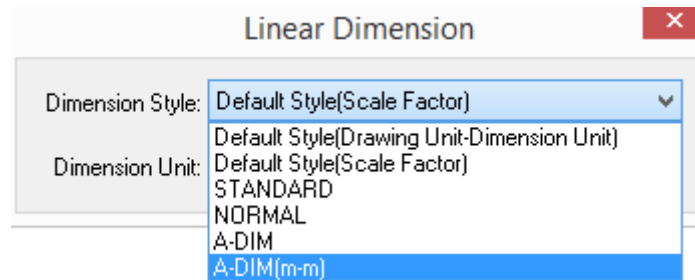 Linear Dimension
Dimension Style: Default Style(Scale Factor)
Default Style(Drawing Unit-Dimension Unit)
Dimension Unit: Default Style(Scale Factor)
STANDARD
NORMAL
A-DIM
A-DIM(m-m)